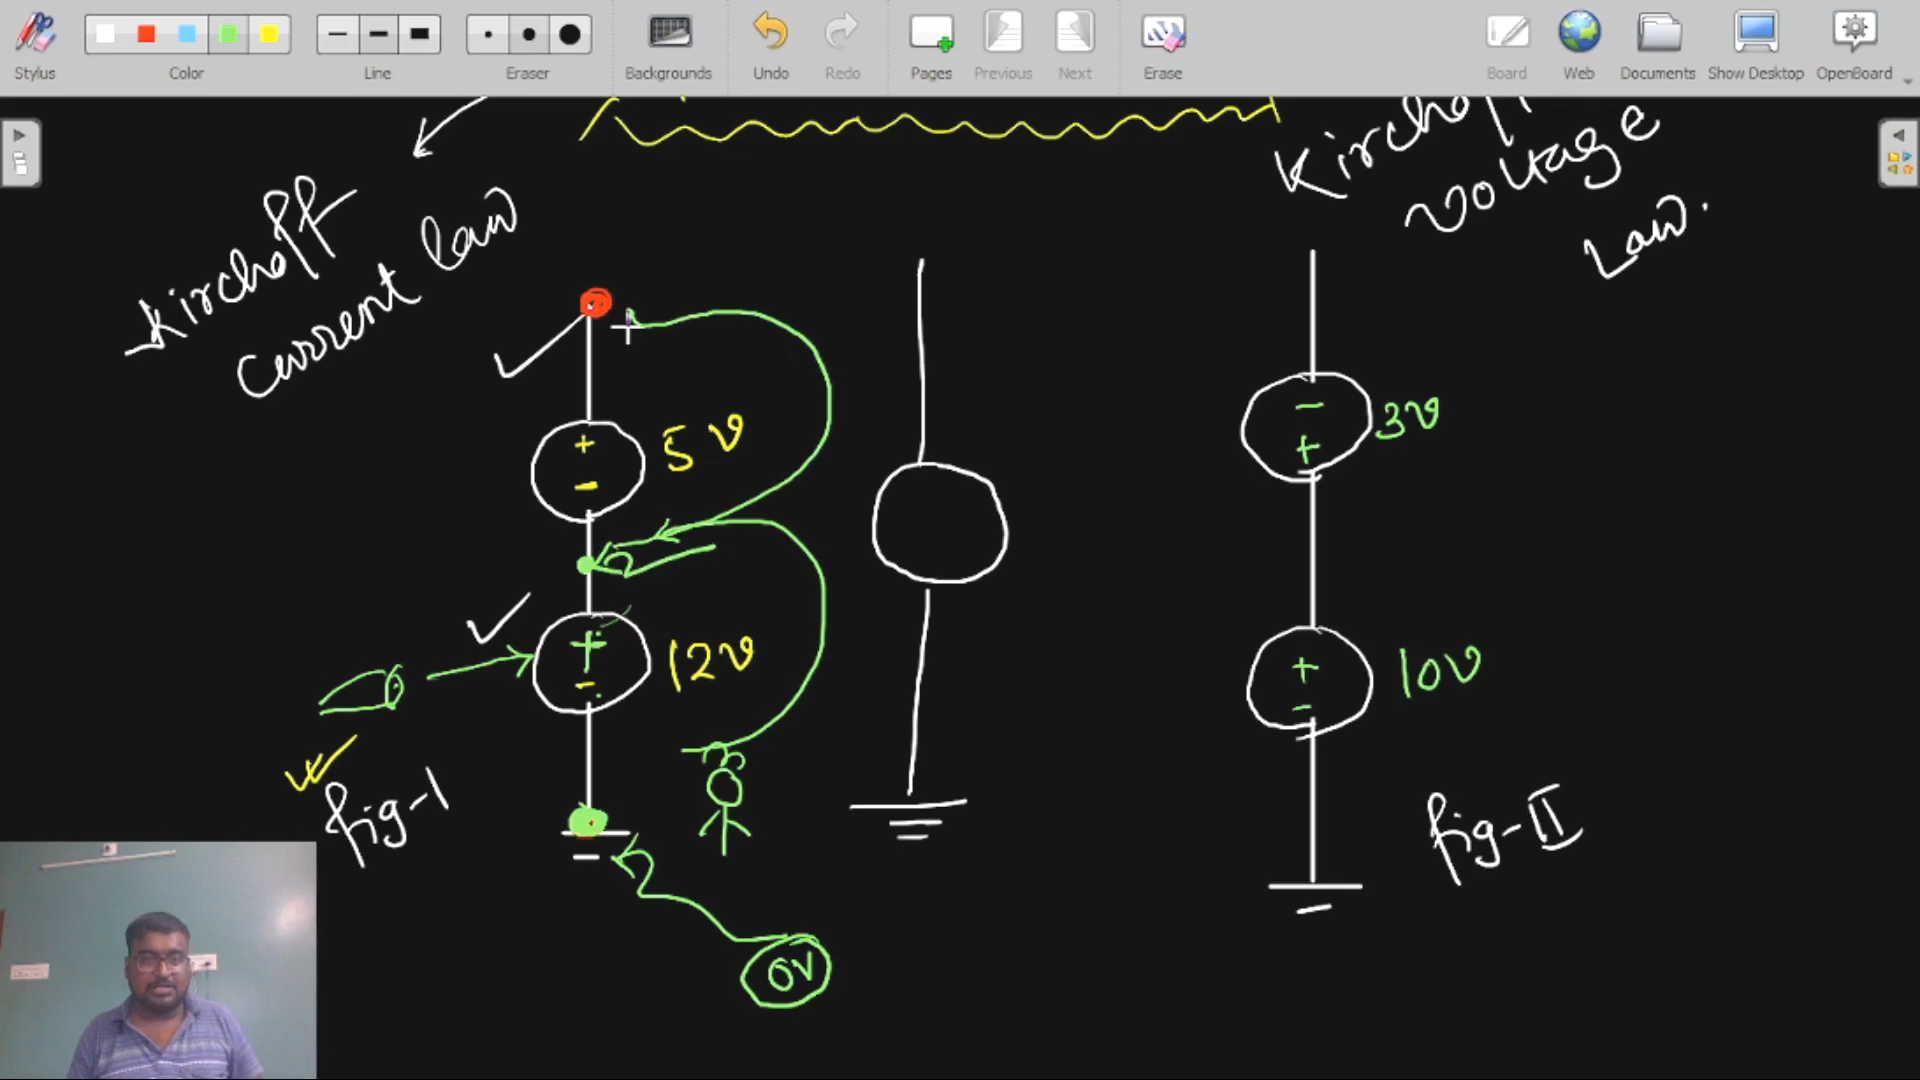 Stylus
Color
Line
Eraser
Backgrounds
Undo
Redo
Pages
Previous
Next
Erase
Board
Web
Documents
Show Desktop
OpenBoard
Kirchoff
current law
Voltage
Law.
+
-
5v
+
-
12v
fig-1
0V
-
+
3v
+
-
10v
fig-II